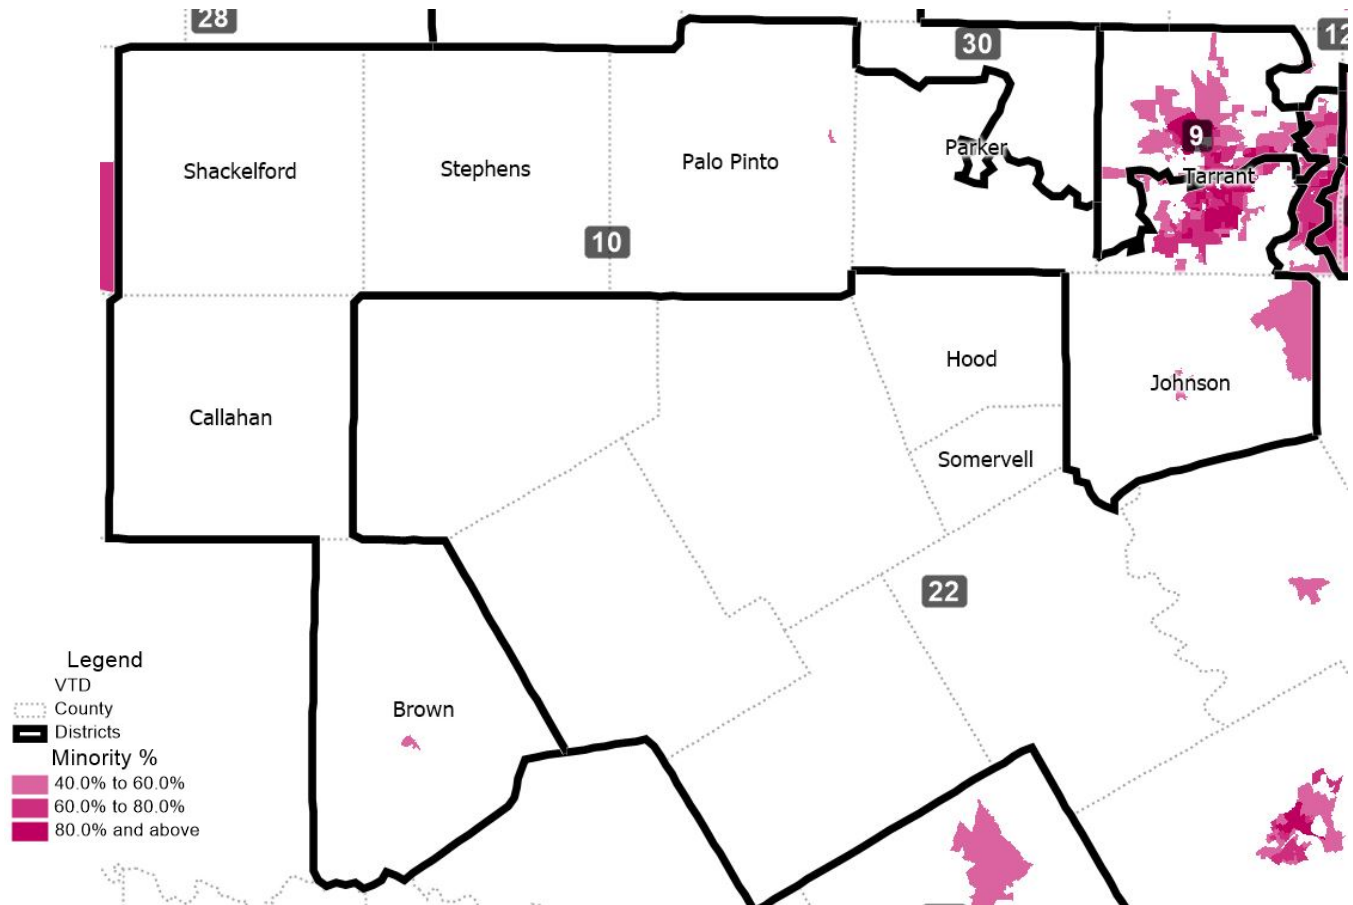 28
12
30
9
Shackelford
Stephens
Palo Pinto
Parker
Tarrant
10
Hood
Johnson
Callahan
Somervell
22
Brown
Legend
VTD
County
Districts
Minority %
40.0% to 60.0%
60.0% to 80.0%
80.0% and above